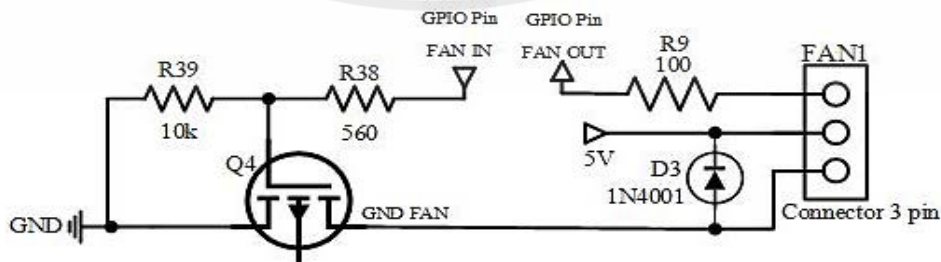 GPIO Pin
FAN IN
GPIO Pin
FAN OUT
R9
100
FAN1
R39
10k
R38
560
Q4
5V
D3
1N4001
GND
GND FAN
Connector 3 pin